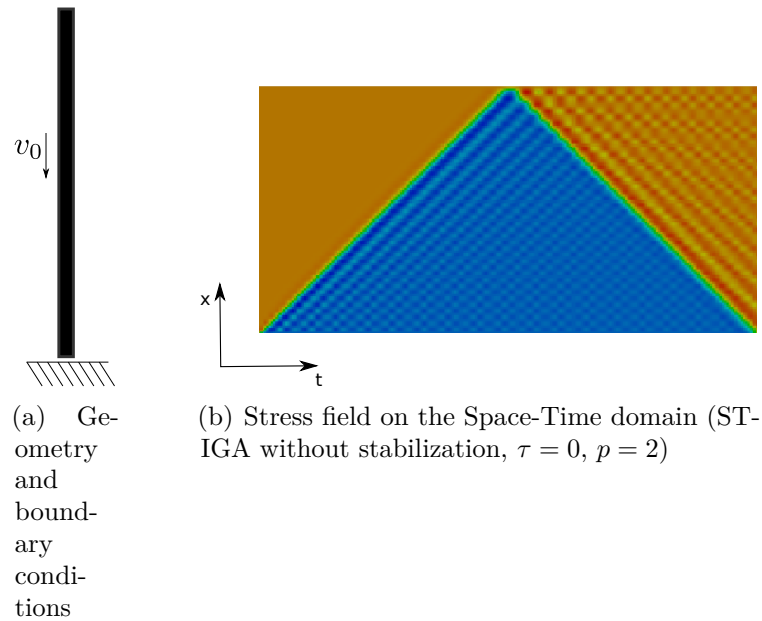 v0
x
t
(a) Ge-
ometry
and
bound-
ary
condi-
tions
(b) Stress field on the Space-Time domain (ST-
IGA without stabilization, τ = 0, p = 2)